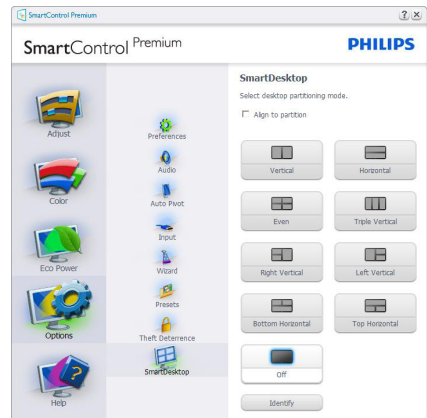 SmartControl Premium
? X
SmartControl Premium
PHILIPS
Adjust
Color
Eco Power
Options
Help
Preferences
Audio
Auto Pivot
Input
Wizard
Presets
Theft Deterrence
SmartDesktop
SmartDesktop
Select desktop partitioning mode.
Align to partition
Vertical
Horizontal
Even
Triple Vertical
Right Vertical
Left Vertical
Bottom Horizontal
Top Horizontal
Off
Identify